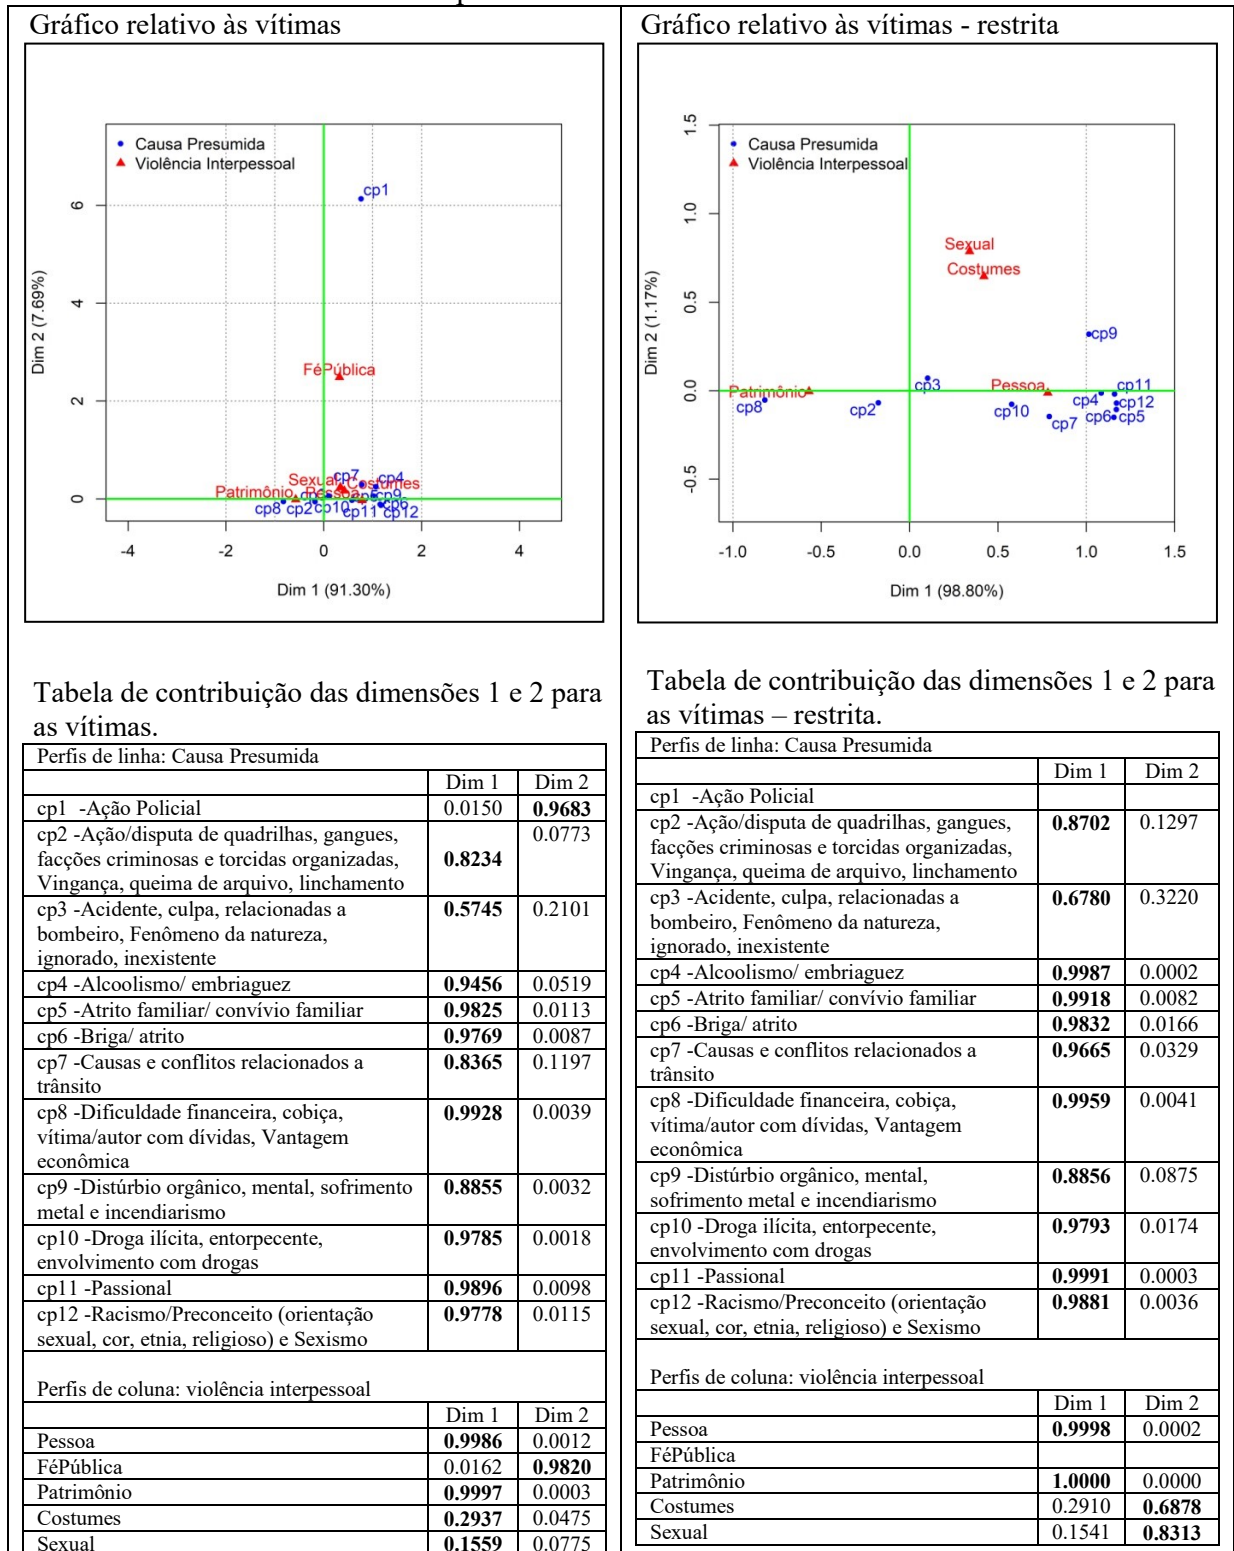 Gráfico relativo às vítimas
Causa Presumida
Violência Interpessoal
cp1
FéPública
Sexual
cp7
Costumes
cp4
Patrimônio
Pessoa
cp9
cp8
cp2
cp10
cp11
cp6
cp12
6
4
2
0
Dim 2 (7.69%)
-4
-2
0
2
4
Dim 1 (91.30%)
Tabela de contribuição das dimensões 1 e 2 para
as vítimas.
Perfis de linha: Causa Presumida
Dim 1 Dim 2
cp1 -Ação Policial 0.0150 0.9683
cp2 -Ação/disputa de quadrilhas, gangues, 0.0773
facções criminosas e torcidas organizadas, 0.8234
Vingança, queima de arquivo, linchamento
cp3 -Acidente, culpa, relacionadas a 0.5745 0.2101
bombeiro, Fenômeno da natureza,
ignorado, inexistente
cp4 -Alcoolismo/ embriaguez 0.9456 0.0519
cp5 -Atrito familiar/ convívio familiar 0.9825 0.0113
cp6 -Briga/ atrito 0.9769 0.0087
cp7 -Causas e conflitos relacionados a 0.8365 0.1197
trânsito
cp8 -Dificuldade financeira, cobiça, 0.9928 0.0039
vítima/autor com dívidas, Vantagem
econômica
cp9 -Distúrbio orgânico, mental, sofrimento 0.8855 0.0032
metal e incendiarismo
cp10 -Droga ilícita, entorpecente, 0.9785 0.0018
envolvimento com drogas
cp11 -Passional 0.9896 0.0098
cp12 -Racismo/Preconceito (orientação 0.9778 0.0115
sexual, cor, etnia, religioso) e Sexismo
Perfis de coluna: violência interpessoal
Dim 1 Dim 2
Pessoa 0.9986 0.0012
FéPública 0.0162 0.9820
Patrimônio 0.9997 0.0003
Costumes 0.2937 0.0475
Sexual 0.1559 0.0775
Gráfico relativo às vítimas - restrita
Causa Presumida
Violência Interpessoal
Sexual
Costumes
cp9
cp3
Patrimônio
Pessoa
cp11
cp4
cp8
cp2
cp10
cp12
cp7
cp6
cp5
1.5
1.0
0.5
0.0
-0.5
Dim 2 (1.17%)
-1.0
-0.5
0.0
0.5
1.0
1.5
Dim 1 (98.80%)
Tabela de contribuição das dimensões 1 e 2 para
as vítimas – restrita.
Perfis de linha: Causa Presumida
Dim 1 Dim 2
cp1 -Ação Policial
cp2 -Ação/disputa de quadrilhas, gangues, 0.8702 0.1297
facções criminosas e torcidas organizadas,
Vingança, queima de arquivo, linchamento
cp3 -Acidente, culpa, relacionadas a 0.6780 0.3220
bombeiro, Fenômeno da natureza,
ignorado, inexistente
cp4 -Alcoolismo/ embriaguez 0.9987 0.0002
cp5 -Atrito familiar/ convívio familiar 0.9918 0.0082
cp6 -Briga/ atrito 0.9832 0.0166
cp7 -Causas e conflitos relacionados a 0.9665 0.0329
trânsito
cp8 -Dificuldade financeira, cobiça, 0.9959 0.0041
vítima/autor com dívidas, Vantagem
econômica
cp9 -Distúrbio orgânico, mental, 0.8856 0.0875
sofrimento metal e incendiarismo
cp10 -Droga ilícita, entorpecente, 0.9793 0.0174
envolvimento com drogas
cp11 -Passional 0.9991 0.0003
cp12 -Racismo/Preconceito (orientação 0.9881 0.0036
sexual, cor, etnia, religioso) e Sexismo
Perfis de coluna: violência interpessoal
Dim 1 Dim 2
Pessoa 0.9998 0.0002
FéPública
Patrimônio 1.0000 0.0000
Costumes 0.2910 0.6878
Sexual 0.1541 0.8313